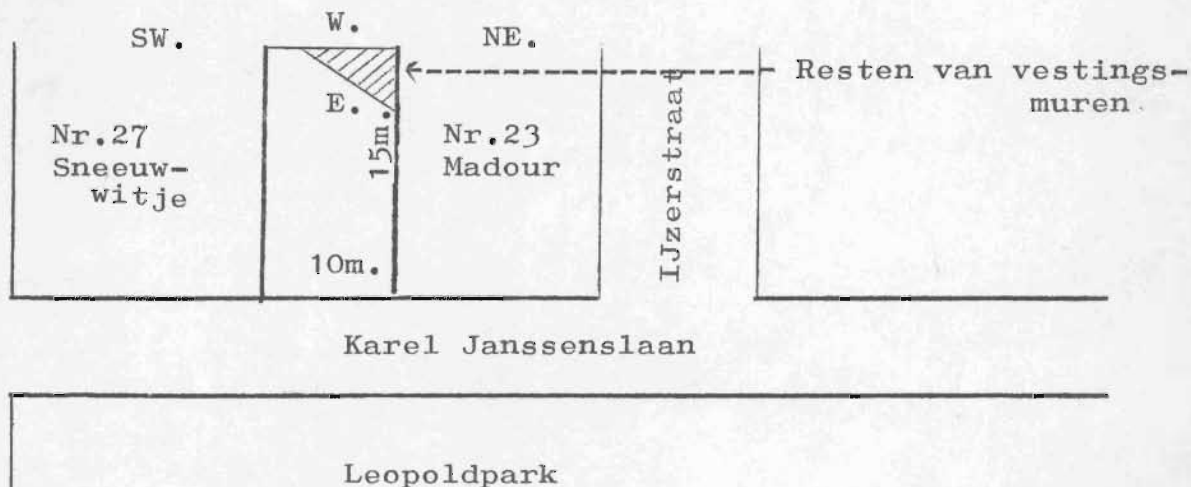 SW. W. NE.
Resten van vestings-
muren
E.
Nr.27
Sneeuw-
witje
15m.
Nr.23
Madour
IJzerstraat
10m.
Karel Janssenslaan
Leopoldpark